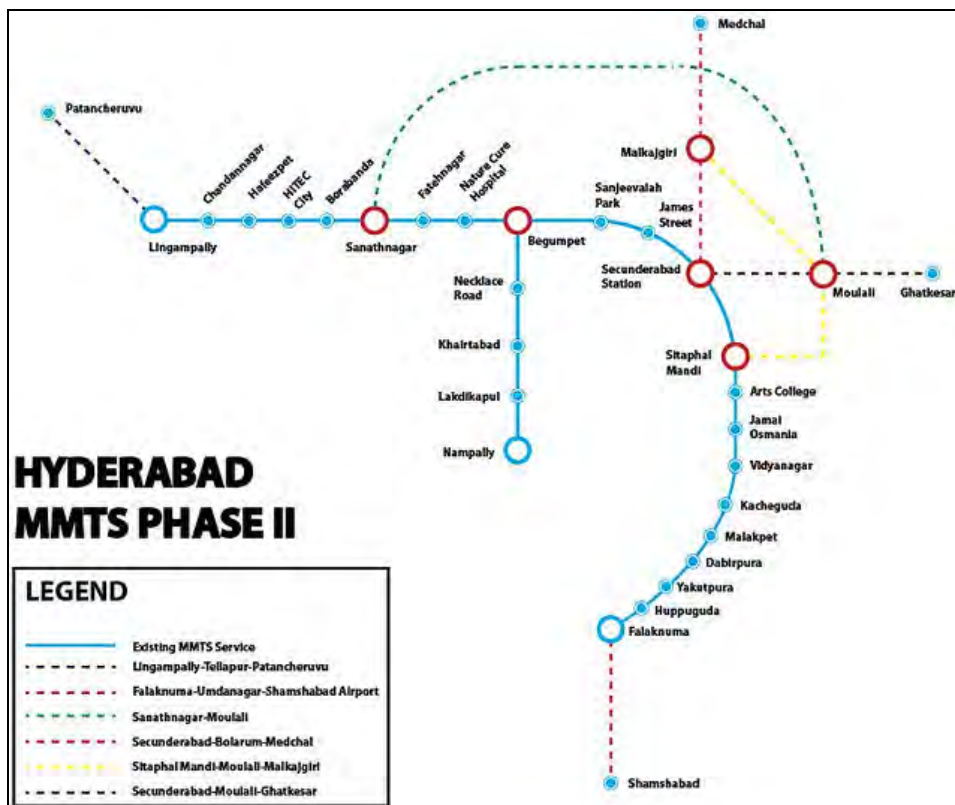 Medchal
Patancheruvu
Chandannagar
Hafeezpet
HiTEC
City
Borabanda
Fatehnagar
Nature Cure
Hospital
Sanjeevaiah
Park
James
Street
Malkajgiri
Lingampally
Sanathnagar
Begumpet
Secunderabad
Station
Moulali
Ghatkesar
Necklace
Road
Khairtabad
Lakdikapul
Nampally
Sitaphal
Mandi
Arts College
Jamai
Osmania
Vidyanagar
Kacheguda
Malakpet
Dabirpura
Yakutpura
Huppuguda
Falaknuma
Shamshabad
HYDERABAD
MMTS PHASE II
LEGEND
Existing MMTS Service
Lingampally-Tellapur-Patancheruvu
Falaknuma-Umdanagar-Shamshabad Airport
Sanathnagar-Moulali
Secunderabad-Bolarum-Medchal
Sitaphal Mandi-Moulali-Malkajgiri
Secunderabad-Moulali-Ghatkesar